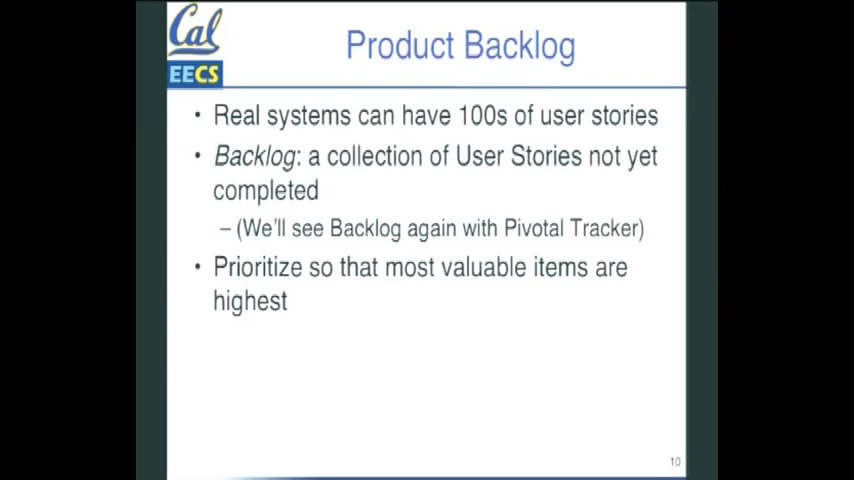 Cal
EECS
Product Backlog
• Real systems can have 100s of user stories
• Backlog: a collection of User Stories not yet
completed
– (We'll see Backlog again with Pivotal Tracker)
• Prioritize so that most valuable items are
highest
10